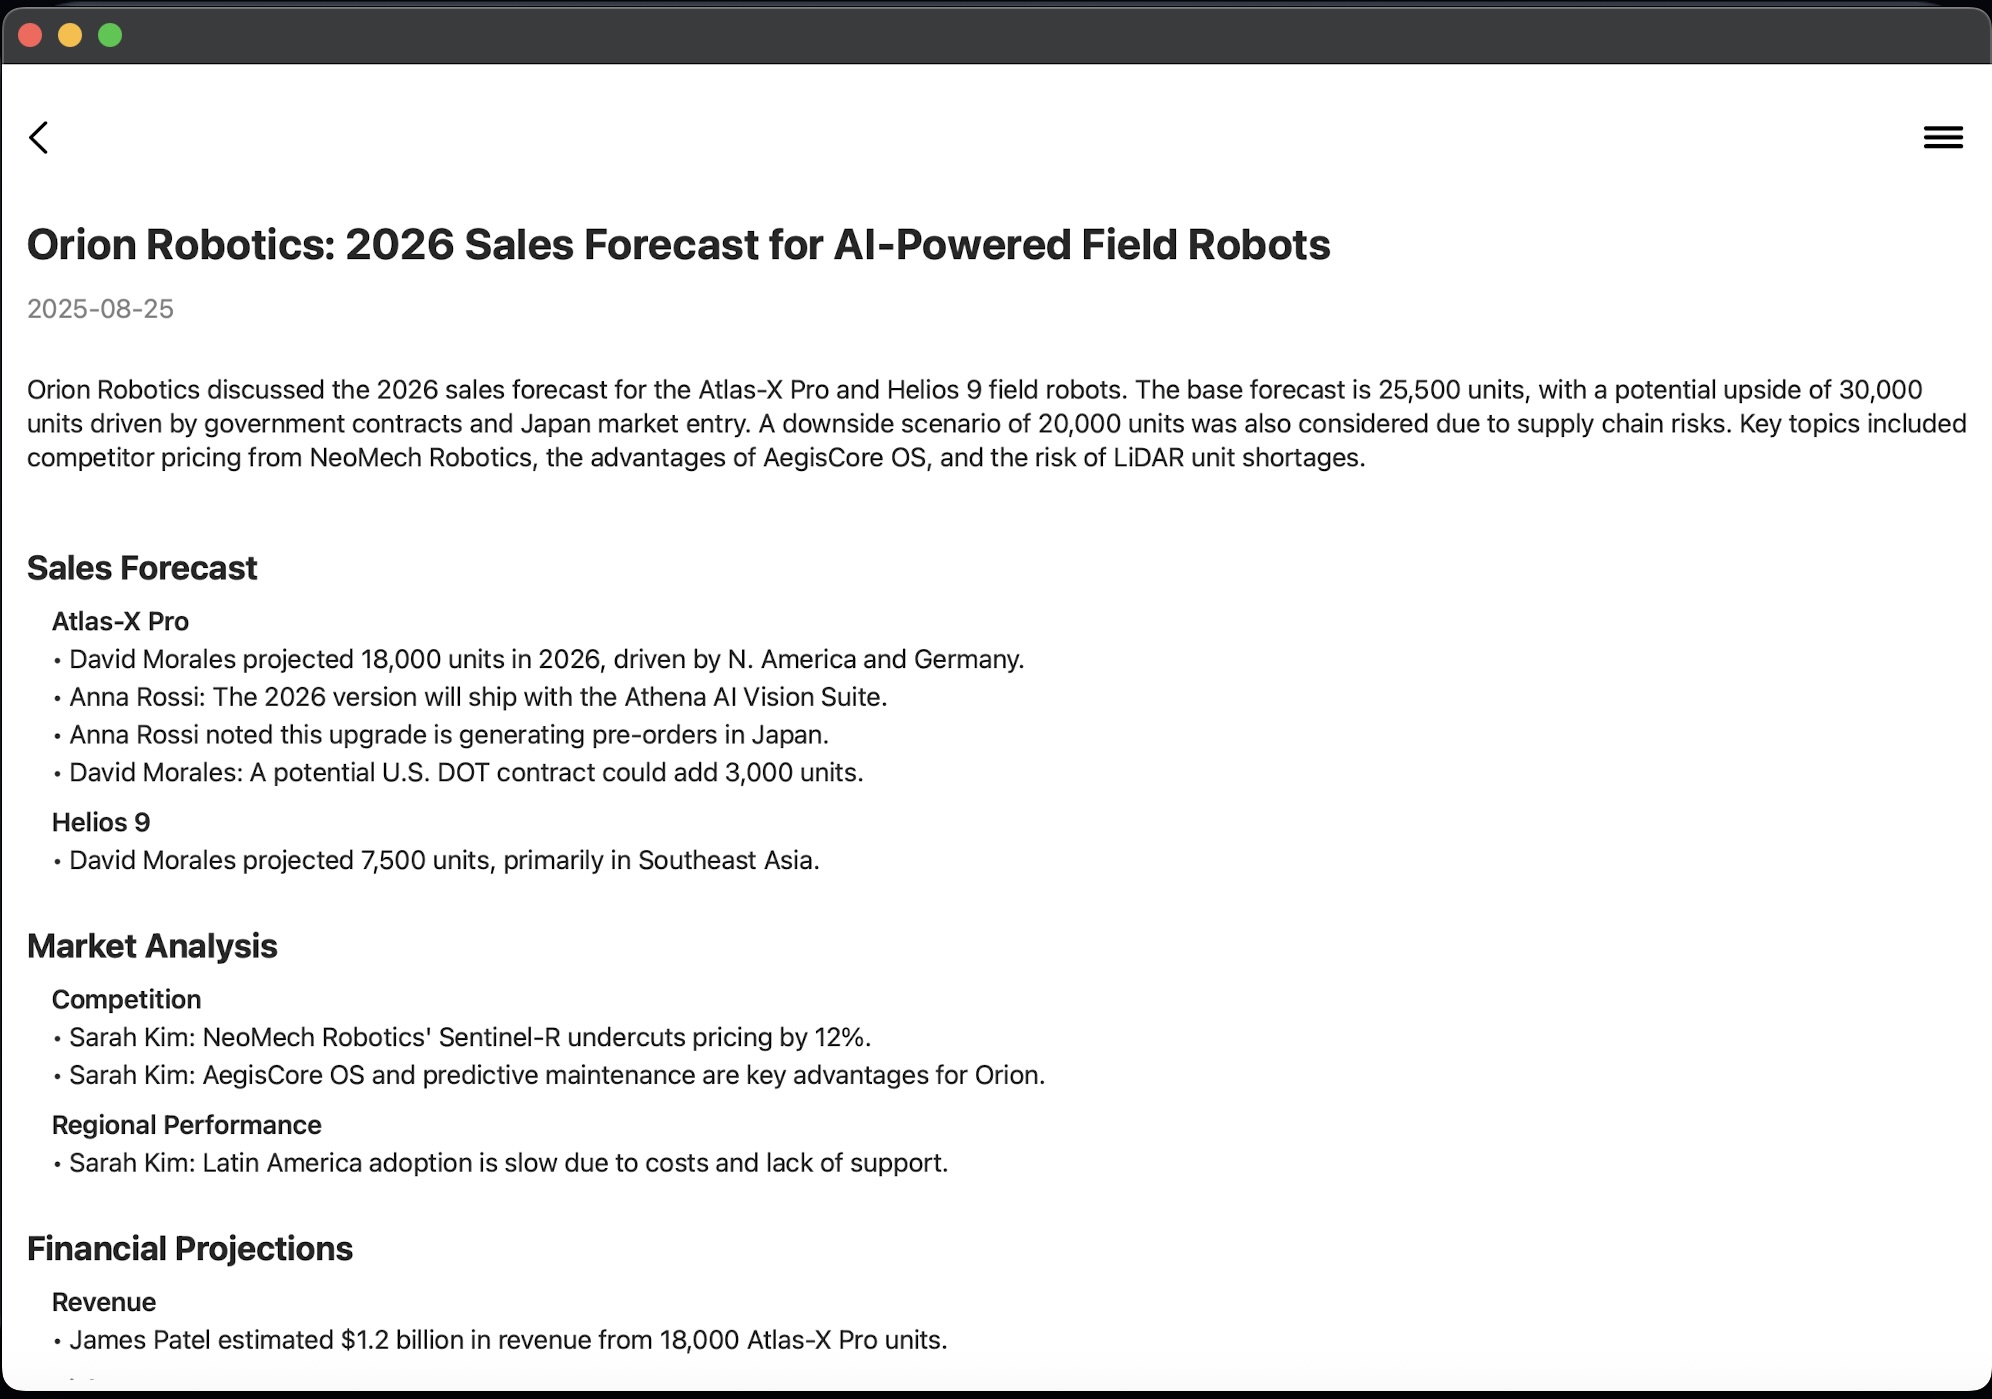 Orion Robotics: 2026 Sales Forecast for AI-Powered Field Robots
2025-08-25
Orion Robotics discussed the 2026 sales forecast for the Atlas-X Pro and Helios 9 field robots. The base forecast is 25,500 units, with a potential upside of 30,000
units driven by government contracts and Japan market entry. A downside scenario of 20,000 units was also considered due to supply chain risks. Key topics included
competitor pricing from NeoMech Robotics, the advantages of AegisCore OS, and the risk of LiDAR unit shortages.
Sales Forecast
Atlas-X Pro
• David Morales projected 18,000 units in 2026, driven by N. America and Germany.
• Anna Rossi: The 2026 version will ship with the Athena AI Vision Suite.
• Anna Rossi noted this upgrade is generating pre-orders in Japan.
• David Morales: A potential U.S. DOT contract could add 3,000 units.
Helios 9
• David Morales projected 7,500 units, primarily in Southeast Asia.
Market Analysis
Competition
• Sarah Kim: NeoMech Robotics' Sentinel-R undercuts pricing by 12%.
• Sarah Kim: AegisCore OS and predictive maintenance are key advantages for Orion.
Regional Performance
• Sarah Kim: Latin America adoption is slow due to costs and lack of support.
Financial Projections
Revenue
• James Patel estimated $1.2 billion in revenue from 18,000 Atlas-X Pro units.